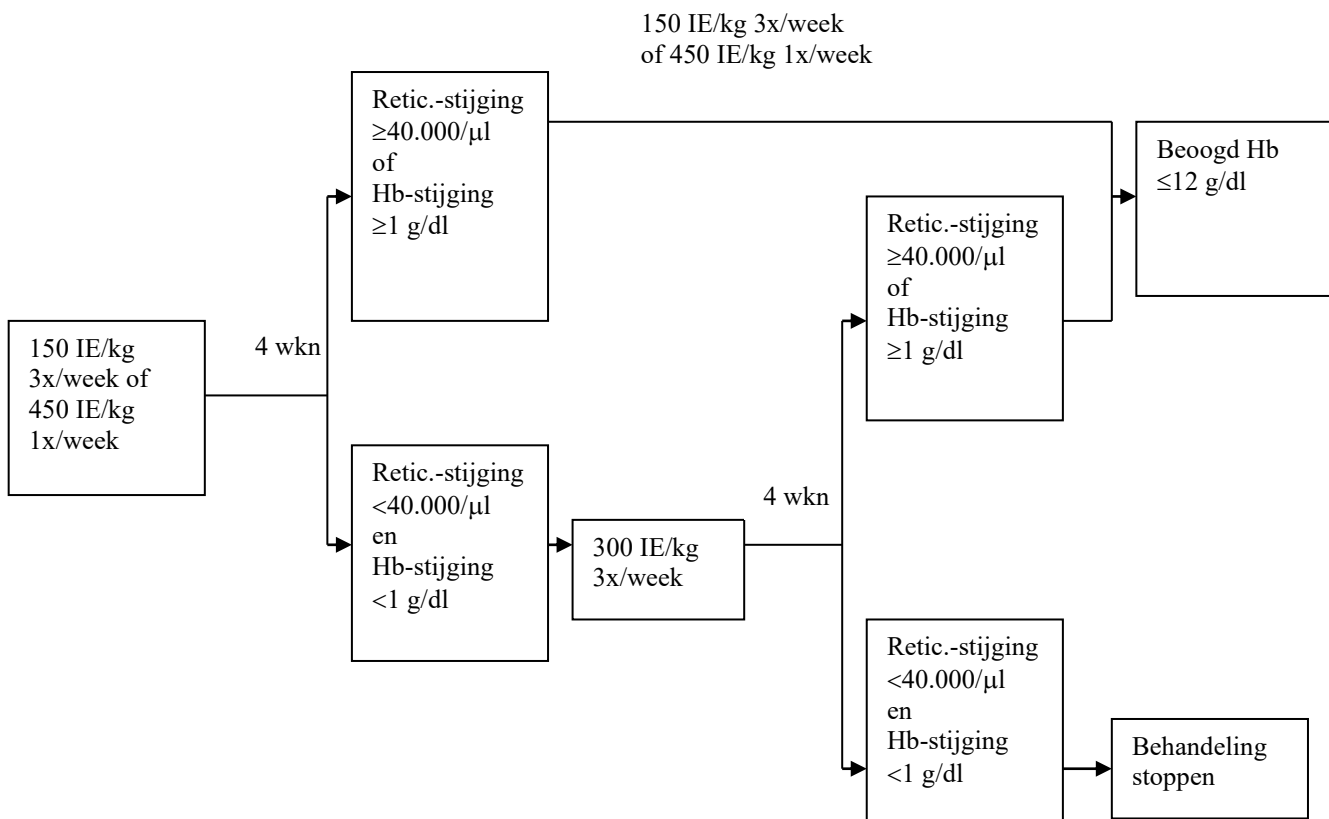 150 IE/kg 3x/week
of 450 IE/kg 1x/week
Retic.-stijging
≥40.000/µl
of
Hb-stijging
≥1 g/dl
Beoogd Hb
≤12 g/dl
Retic.-stijging
≥40.000/µl
of
Hb-stijging
≥1 g/dl
150 IE/kg
3x/week of
450 IE/kg
1x/week
4 wkn
Retic.-stijging
<40.000/µl
en
Hb-stijging
<1 g/dl
300 IE/kg
3x/week
4 wkn
Retic.-stijging
<40.000/µl
en
Hb-stijging
<1 g/dl
Behandeling
stoppen